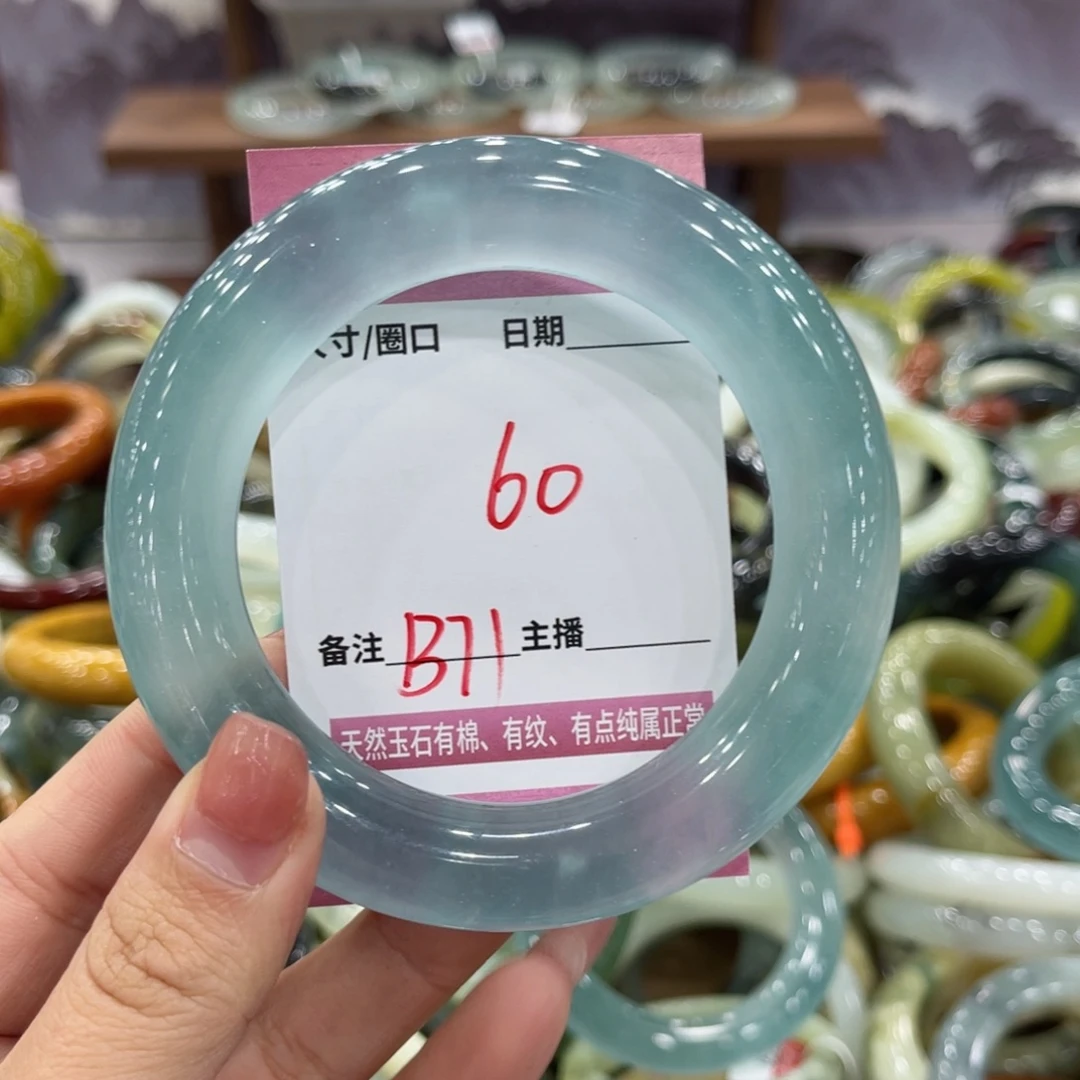 寸/圈口 日期
60
备注 B71 主播
天然玉石有棉、有纹、有点纯属正常